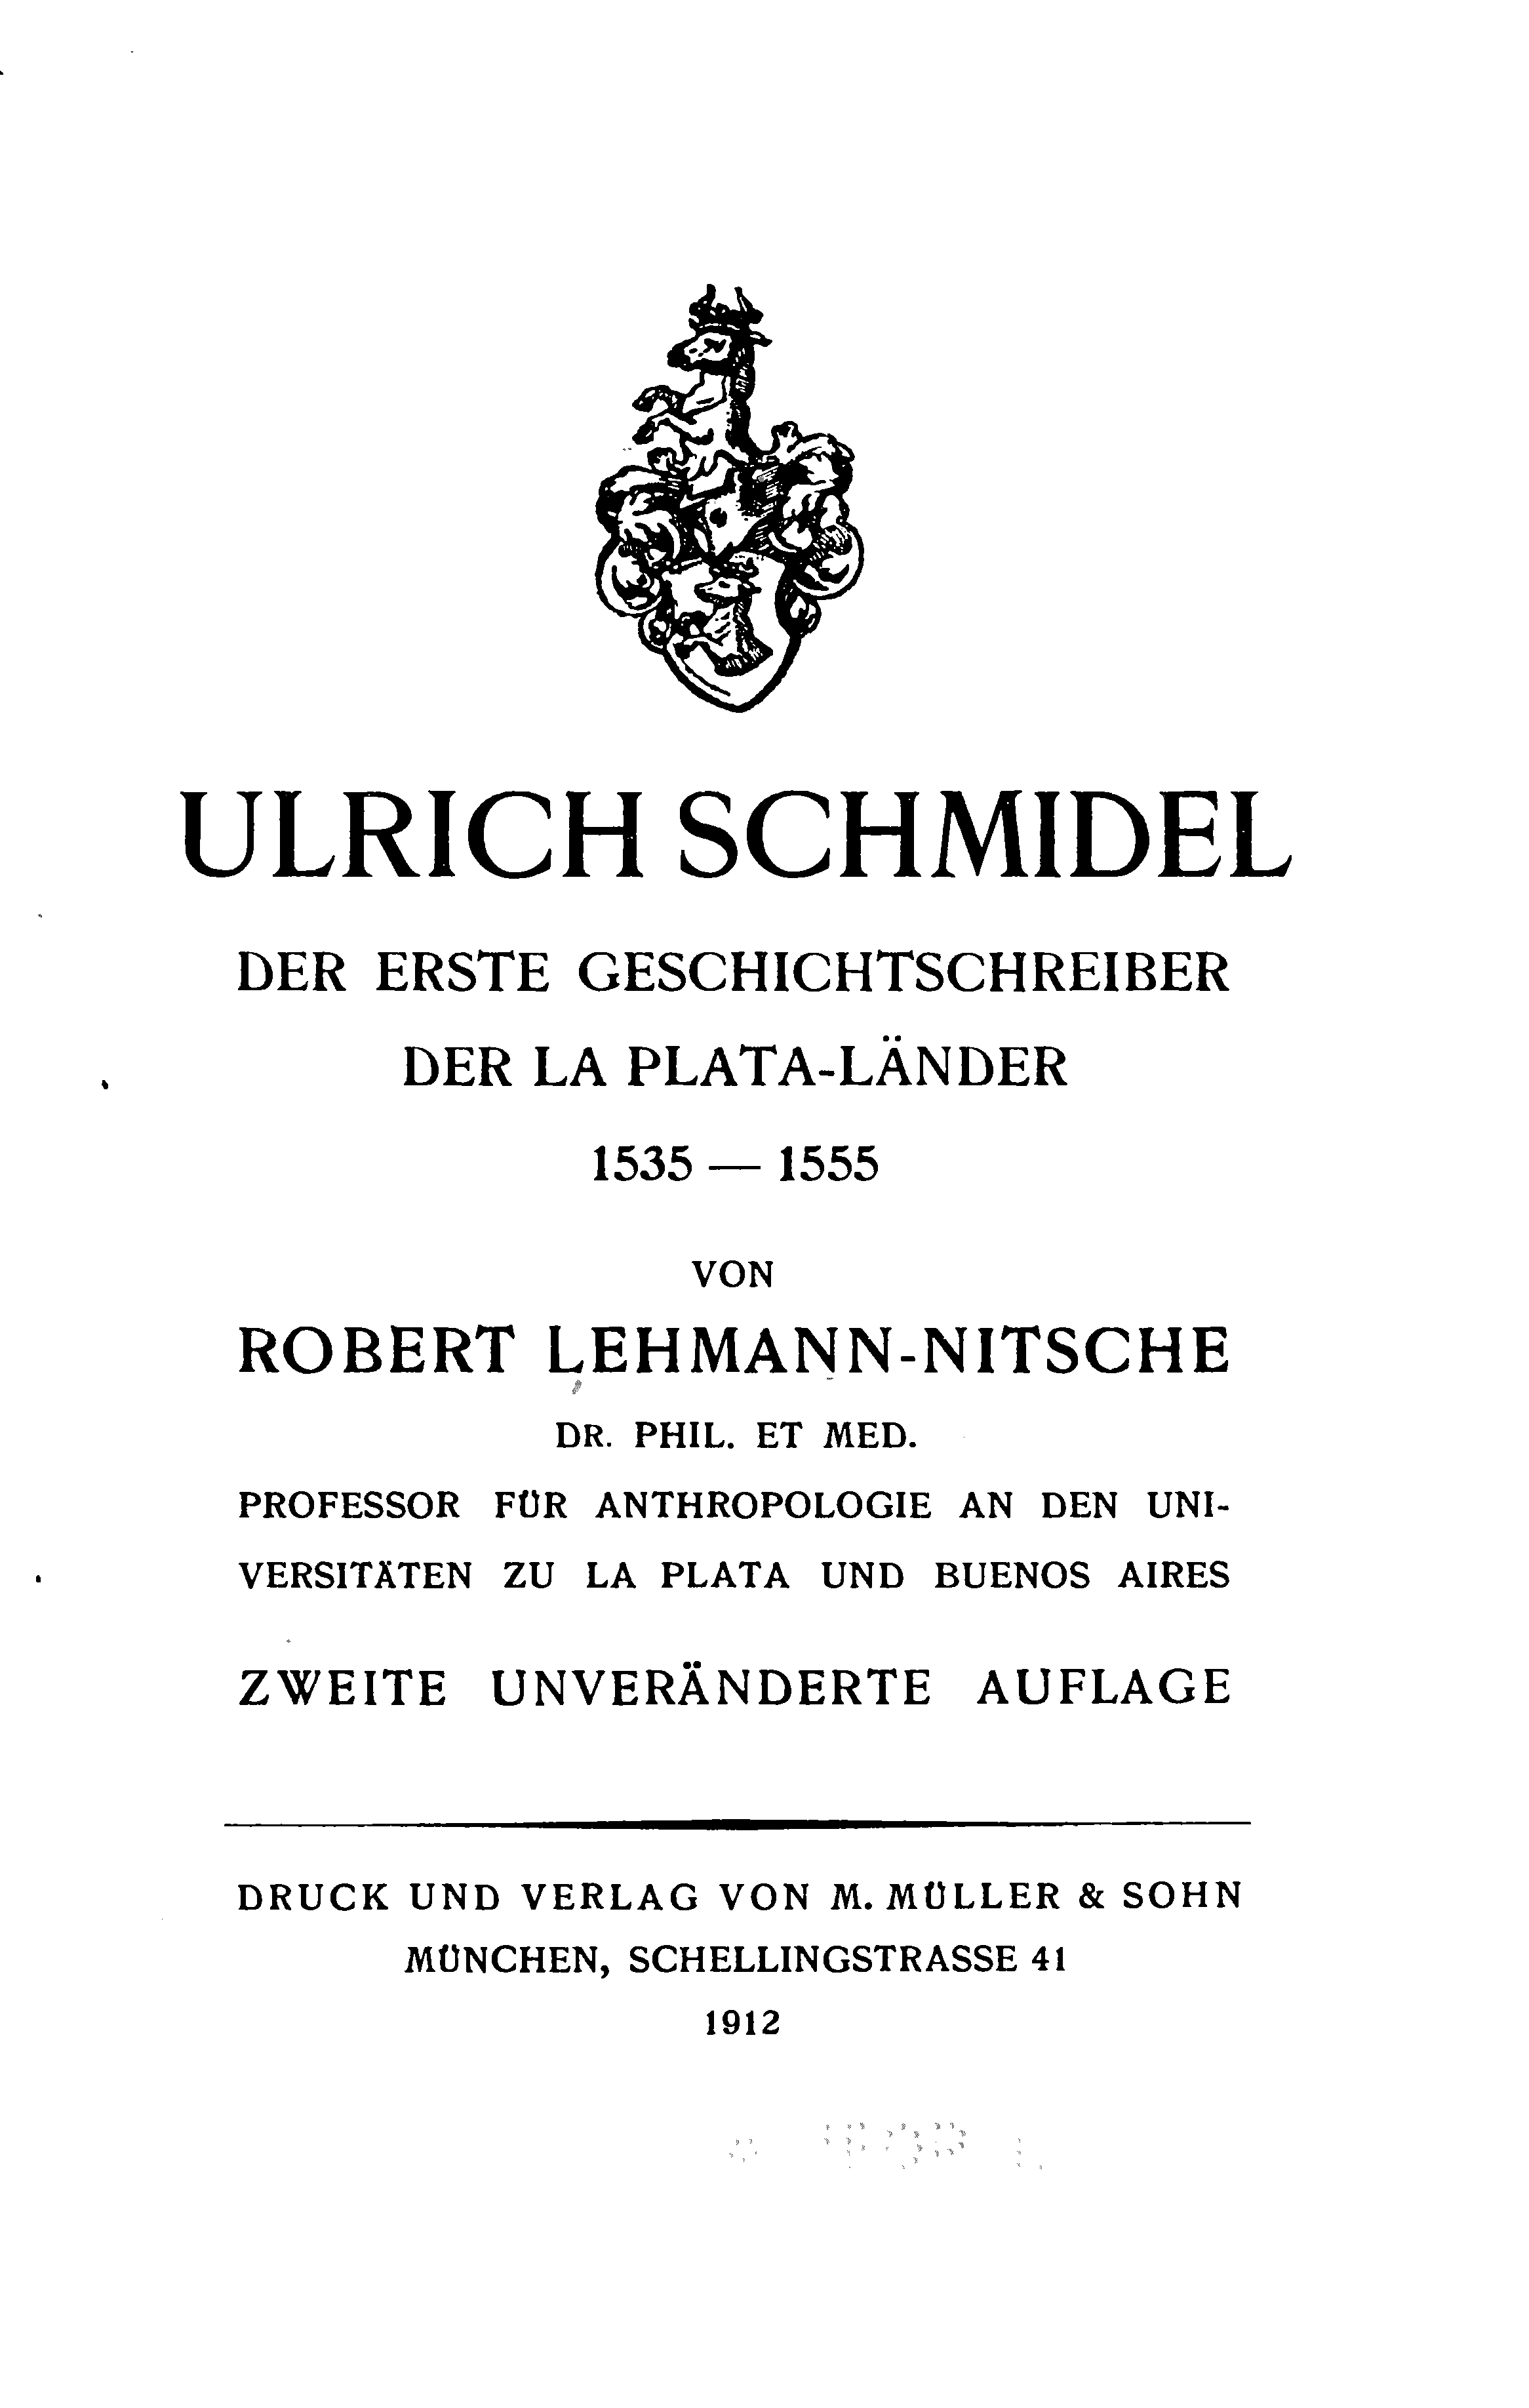 ULRICH SCHMIDEL
DER ERSTE GESCHICHTSCHREIBER
DER LA PLATA-LÄNDER
1535 — 1555
VON
ROBERT LEHMANN-NITSCHE
DR. PHIL. ET MED.
PROFESSOR FÜR ANTHROPOLOGIE AN DEN UNI-
VERSITÄTEN ZU LA PLATA UND BUENOS AIRES
ZWEITE UNVERÄNDERTE AUFLAGE
DRUCK UND VERLAG VON M. MÜLLER & SOHN
MÜNCHEN, SCHELLINGSTRASSE 41
1912